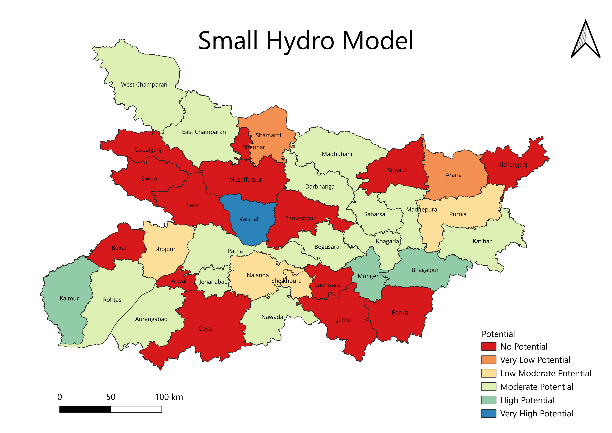 Small Hydro Model
West Champaran
East Champaran
Sitamarhi
Sheohar
Gopalganj
Madhubani
Siwan
Muzaffarpur
Supaul
Araria
Kishanganj
Darbhanga
Saran
Vaishali
Samastipur
Saharsa
Madhepura
Purnia
Buxar
Bhojpur
Patna
Begusarai
Khagaria
Katihar
Kaimur
Rohtas
Arwal
Jehanabad
Nalanda
Sheikhpura
Lakhisarai
Munger
Bhagalpur
Aurangabad
Gaya
Nawada
Jamui
Banka
Potential
No Potential
Very Low Potential
Low Moderate Potential
Moderate Potential
High Potential
Very High Potential
0 50 100 km